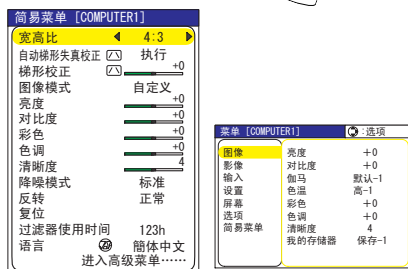 简易菜单 [COMPUTER1]
宽高比 4:3
自动梯形失真校正 执行
梯形校正 +0
图像模式 自定义
亮度 +0
对比度 +0
彩色 +0
色调 +0
清晰度 4
降噪模式 标准
反转 正常
复位
过滤器使用时间 123h
语言 簡体中文
进入高级菜单……
菜单 [COMPUTER1] :选项
图像
影像
输入
设置
屏幕
选项
简易菜单
亮度 +0
对比度 +0
伽马 默认-1
色温 高-1
彩色 +0
色调 +0
清晰度 4
我的存储器 保存-1